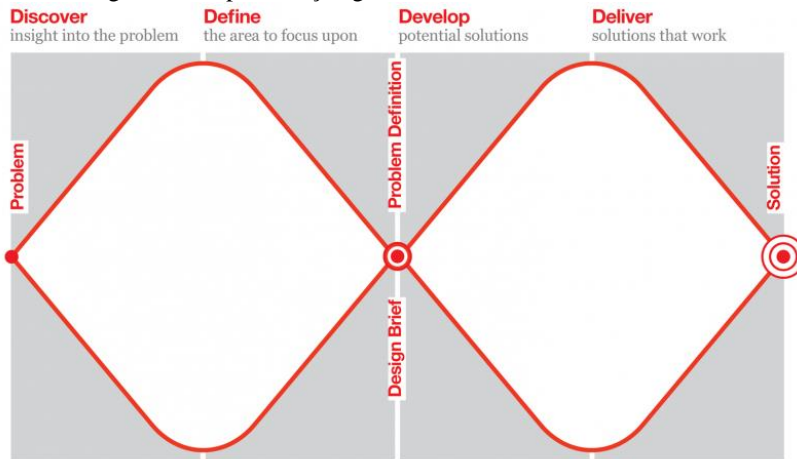 Discover
insight into the problem
Define
the area to focus upon
Develop
potential solutions
Deliver
solutions that work
Problem
Problem Definition
Design Brief
Solution